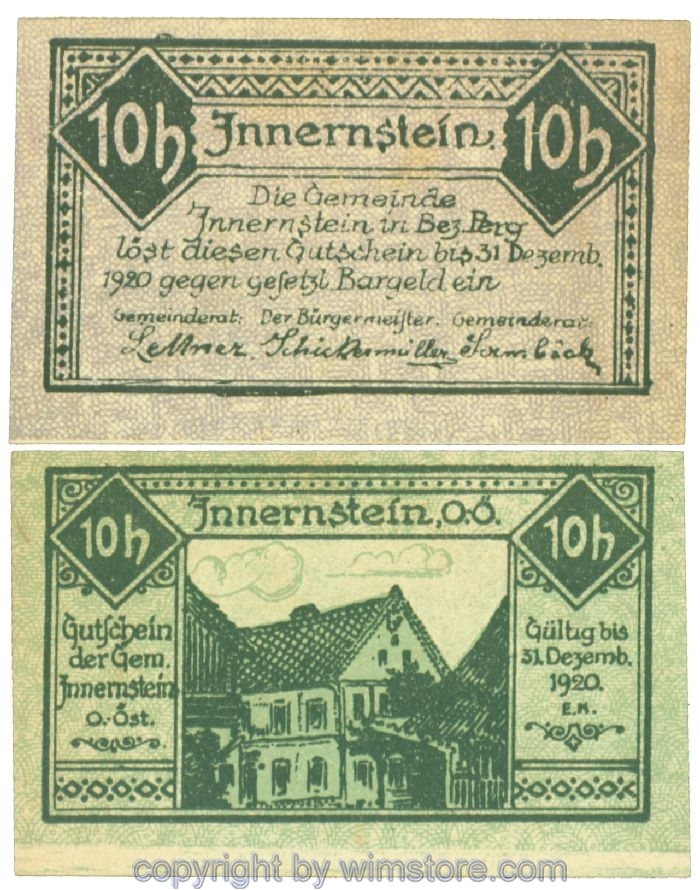 10h Innernstein. 10h
Die Gemeinde
Innernstein in Bez. Perg
löst diesen Gutschein bis 31 Dezemb.
1920 gegen gesetzl Bargeld ein
Gemeinderat: Der Bürgermeister. Gemeinderat:
Lettner Schickermüller Sambäck
10h Innernstein, O.Ö. 10h
Gutschein
der Gem.
Innernstein
O.-Öst.
Gültig bis
31. Dezemb.
1920.
E.K.
copyright by wimstore.com